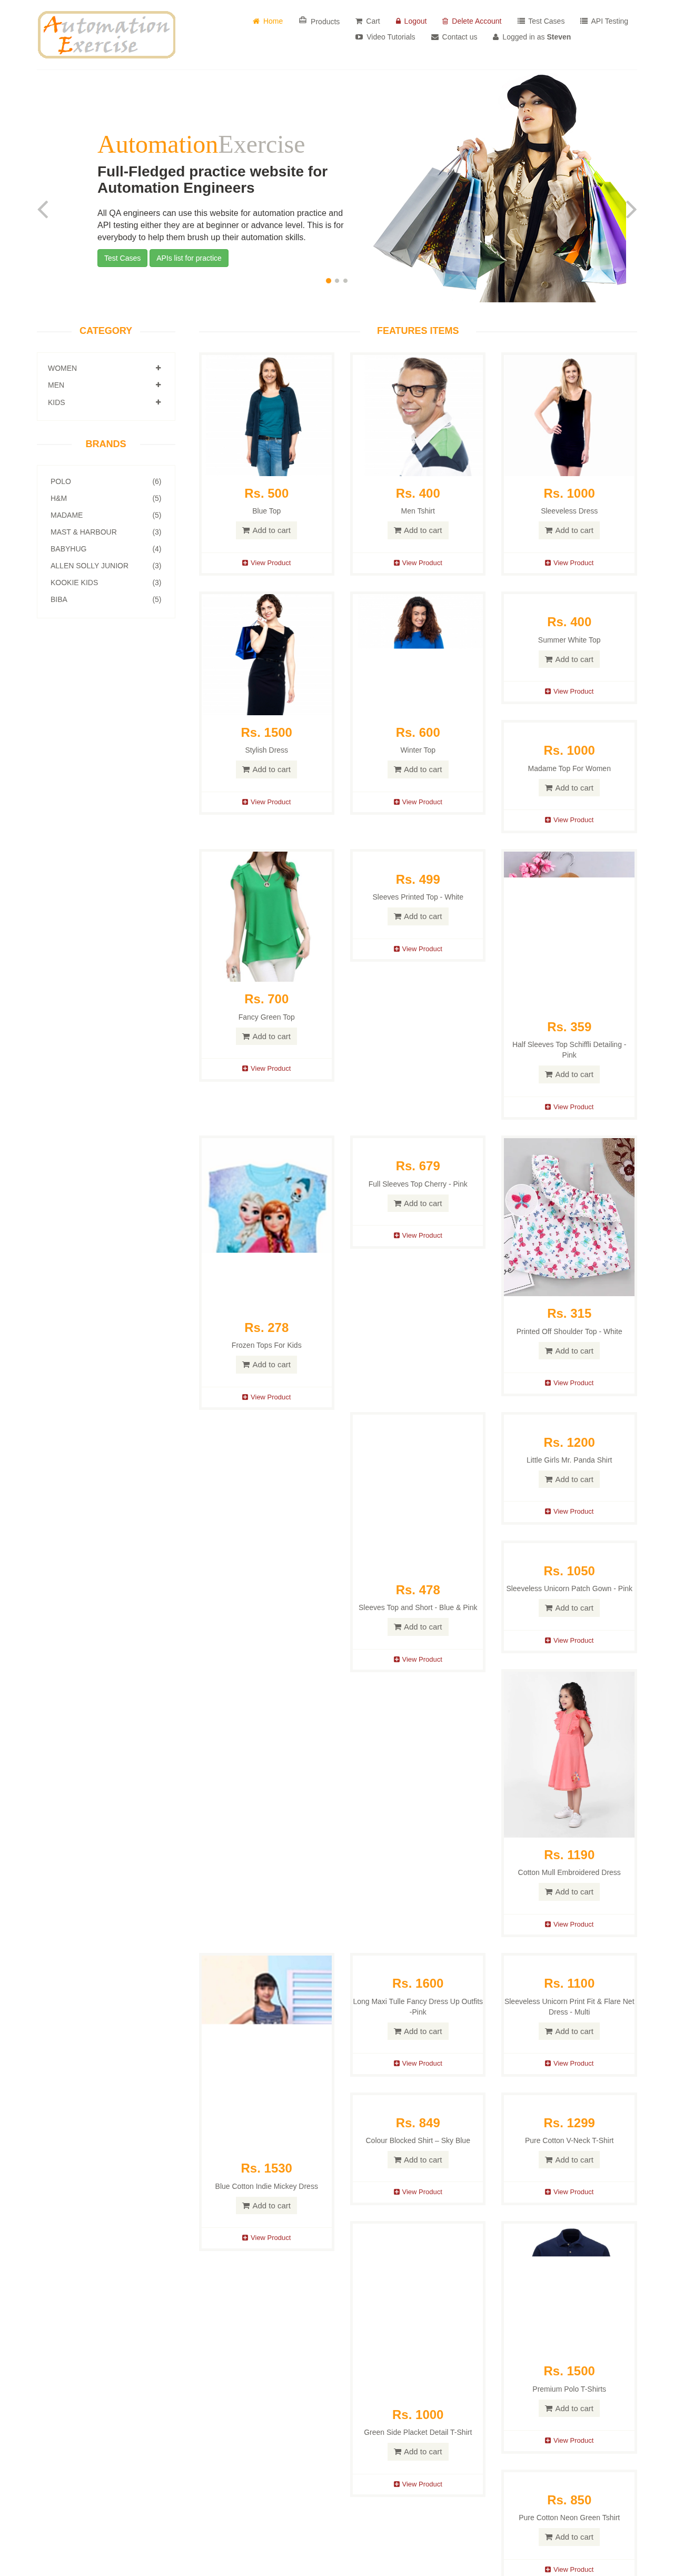 Automation
Exercise
Home
Products
Cart
Logout
Delete Account
Test Cases
API Testing
Video Tutorials
Contact us
Logged in as Steven
AutomationExercise
Full-Fledged practice website for
Automation Engineers
All QA engineers can use this website for automation practice and
API testing either they are at beginner or advance level. This is for
everybody to help them brush up their automation skills.
Test Cases
APIs list for practice
CATEGORY
WOMEN
MEN
KIDS
BRANDS
POLO (6)
H&M (5)
MADAME (5)
MAST & HARBOUR (3)
BABYHUG (4)
ALLEN SOLLY JUNIOR (3)
KOOKIE KIDS (3)
BIBA (5)
FEATURES ITEMS
Rs. 500
Blue Top
Add to cart
View Product
Rs. 400
Men Tshirt
Add to cart
View Product
Rs. 1000
Sleeveless Dress
Add to cart
View Product
Rs. 1500
Stylish Dress
Add to cart
View Product
Rs. 600
Winter Top
Add to cart
View Product
Rs. 400
Summer White Top
Add to cart
View Product
Rs. 1000
Madame Top For Women
Add to cart
View Product
Rs. 700
Fancy Green Top
Add to cart
View Product
Rs. 499
Sleeves Printed Top - White
Add to cart
View Product
Rs. 359
Half Sleeves Top Schiffli Detailing -
Pink
Add to cart
View Product
Rs. 278
Frozen Tops For Kids
Add to cart
View Product
Rs. 679
Full Sleeves Top Cherry - Pink
Add to cart
View Product
Rs. 315
Printed Off Shoulder Top - White
Add to cart
View Product
Rs. 478
Sleeves Top and Short - Blue & Pink
Add to cart
View Product
Rs. 1200
Little Girls Mr. Panda Shirt
Add to cart
View Product
Rs. 1050
Sleeveless Unicorn Patch Gown - Pink
Add to cart
View Product
Rs. 1190
Cotton Mull Embroidered Dress
Add to cart
View Product
Rs. 1530
Blue Cotton Indie Mickey Dress
Add to cart
View Product
Rs. 1600
Long Maxi Tulle Fancy Dress Up Outfits
-Pink
Add to cart
View Product
Rs. 1100
Sleeveless Unicorn Print Fit & Flare Net
Dress - Multi
Add to cart
View Product
Rs. 849
Colour Blocked Shirt – Sky Blue
Add to cart
View Product
Rs. 1299
Pure Cotton V-Neck T-Shirt
Add to cart
View Product
Rs. 1000
Green Side Placket Detail T-Shirt
Add to cart
View Product
Rs. 1500
Premium Polo T-Shirts
Add to cart
View Product
Rs. 850
Pure Cotton Neon Green Tshirt
Add to cart
View Product